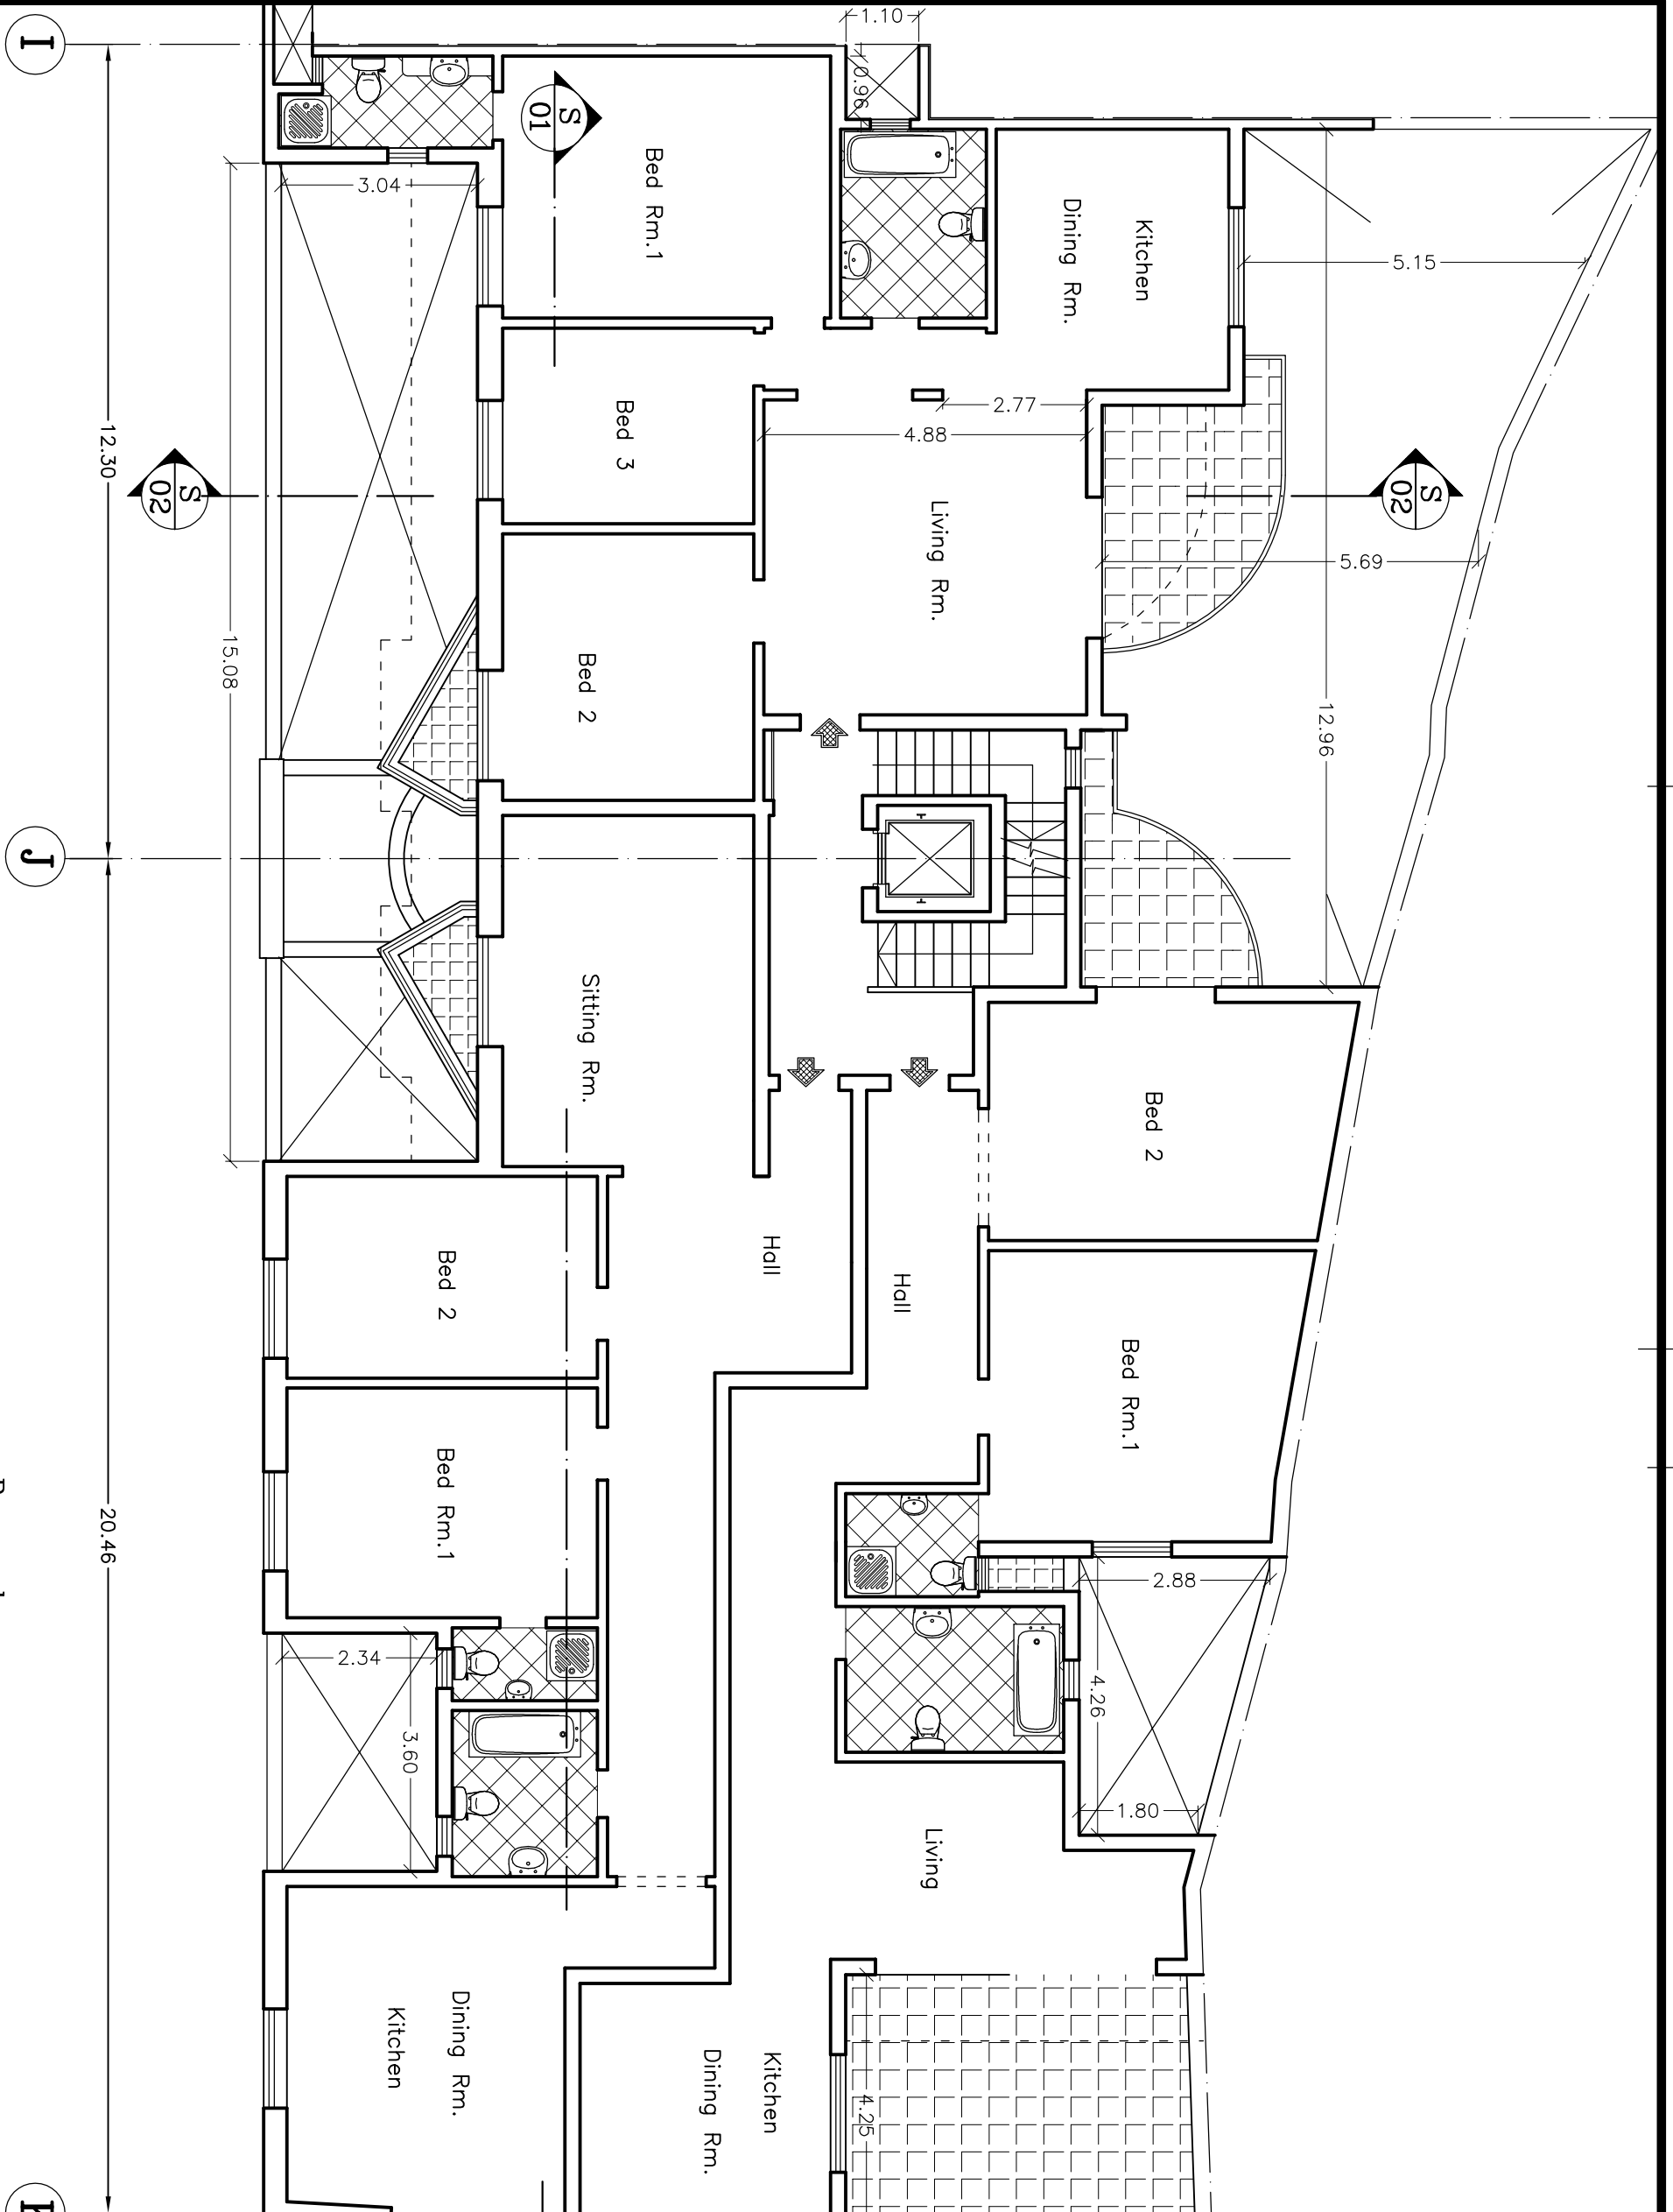 I
1.10
0.96
S
01
3.04
Bed Rm.1
Kitchen
Dining Rm.
5.15
Bed 3
2.77
4.88
12.30
S
02
S
02
Living Rm.
5.69
15.08
Bed 2
12.96
J
Sitting Rm.
Bed 2
Hall
Hall
Bed 2
Bed Rm.1
Bed Rm.1
20.46
2.88
2.34
4.26
3.60
1.80
Living
Dining Rm.
Kitchen
Kitchen
Dining Rm.
4.25
K